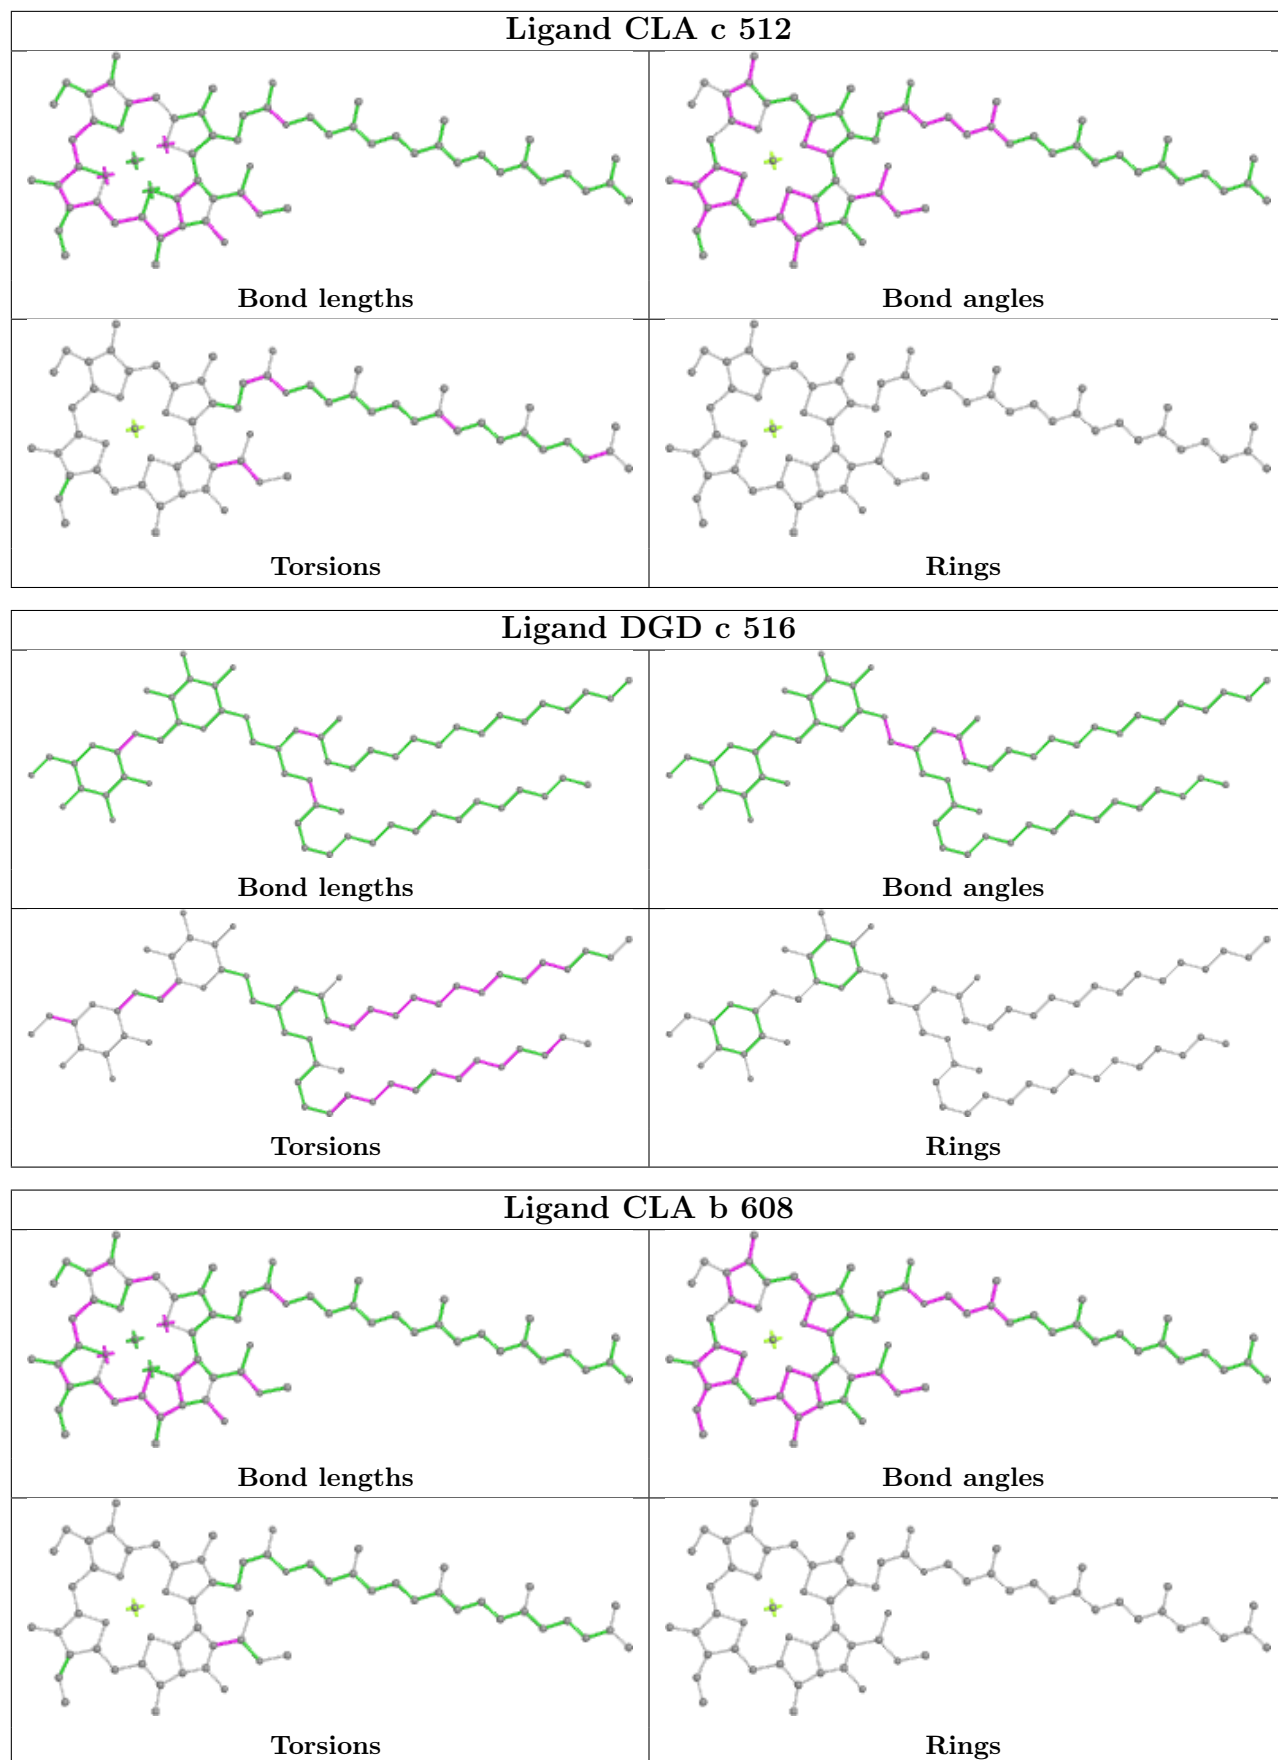 Ligand CLA c 512
Bond lengths
Bond angles
Torsions
Rings
Ligand DGD c 516
Bond lengths
Bond angles
Torsions
Rings
Ligand CLA b 608
Bond lengths
Bond angles
Torsions
Rings